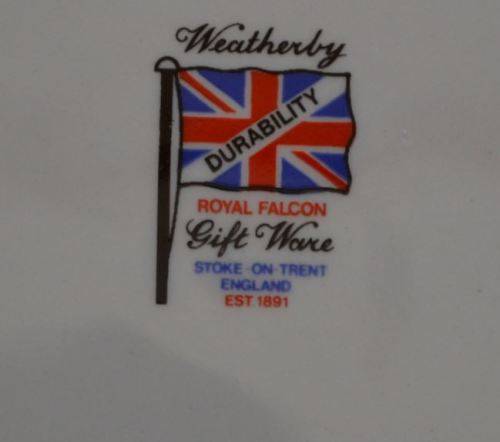 Weatherby
DURABILITY
ROYAL FALCON
Gift Ware
STOKE-ON-TRENT
ENGLAND
EST 1891